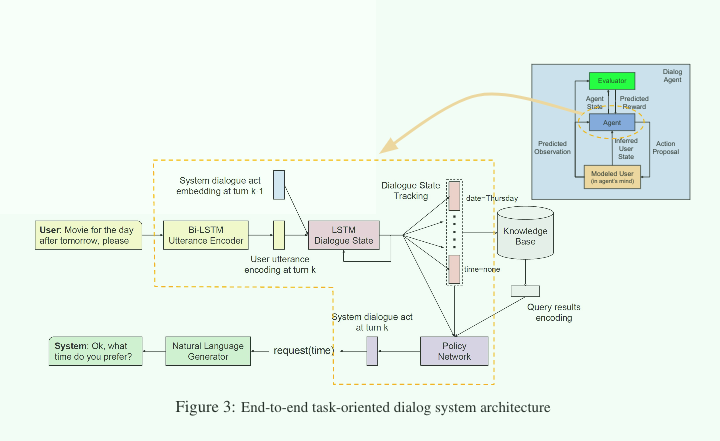 Dialog
Agent
Evaluator
Agent
State
Predicted
Reward
Agent
Predicted
Observation
Inferred
User
State
Action
Proposal
Modeled User
(in agent's mind)
System dialogue act
embedding at turn k-1
Dialogue State
Tracking
date=Thursday
User: Movie for the day
after tomorrow, please
Bi-LSTM
Utterance Encoder
LSTM
Dialogue State
Knowledge
Base
User utterance
encoding at turn k
time=none
Query results
encoding
System dialogue act
at turn k
System: Ok, what
time do you prefer?
Natural Language
Generator
request(time)
Policy
Network
Figure 3: End-to-end task-oriented dialog system architecture